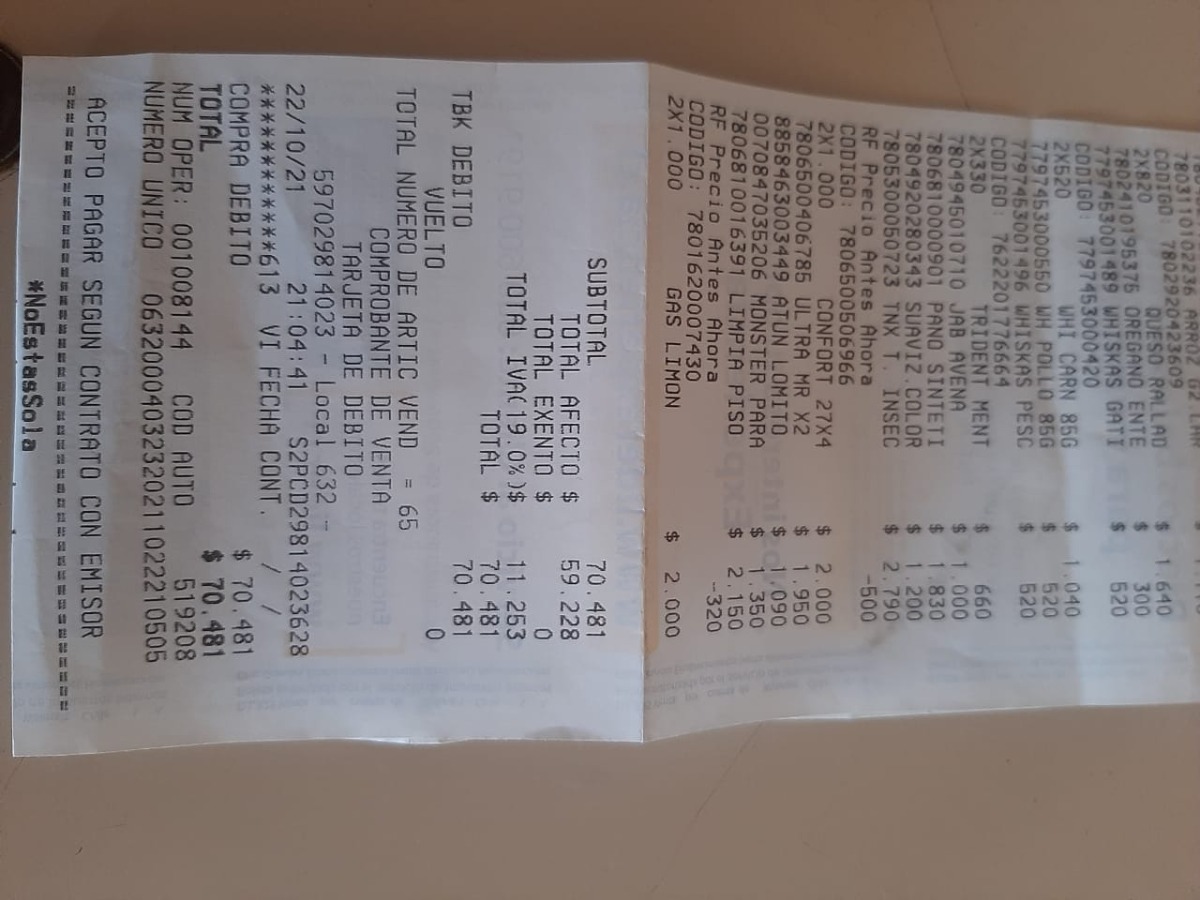 7803110102236 ARROZ
CODIGO: 7802920423609
2X820 QUESO RALLAD $ 1.640
7802410195375 OREGANO ENTE $ 300
7797453001489 WHISKAS GATI $ 520
CODIGO: 7797453000420
2X520 WHI CARN 85G $ 1.040
7797453000550 WH POLLO 85G $ 520
7797453001496 WHISKAS PESC $ 520
CODIGO: 7622201776664
2X330 TRIDENT MENT $ 660
7804945010710 JAB AVENA $ 1.000
7806810000901 PANO SINTETI $ 1.830
7804920280343 SUAVIZ.COLOR $ 1.200
7805300050723 TNX T. INSEC $ 2.790
RF Precio Antes Ahora -500
CODIGO: 7806500506966
2X1.000 CONFORT 27X4 $ 2.000
7806500406785 ULTRA MR X2 $ 1.950
8858463003449 ATUN LOMITO $ 1.090
0070847035206 MONSTER PARA $ 1.350
7806810016391 LIMPIA PISO $ 2.150
RF Precio Antes Ahora -320
CODIGO: 7801620007430
2X1.000 GAS LIMON $ 2.000
SUBTOTAL 70.481
TOTAL AFECTO $ 59.228
TOTAL EXENTO $ 0
TOTAL IVA(19.0%)$ 11.253
TOTAL $ 70.481
TBK DEBITO 70.481
VUELTO 0
TOTAL NUMERO DE ARTIC VEND = 65
COMPROBANTE DE VENTA
TARJETA DE DEBITO
597029814023 - Local 632 -
22/10/21 21:04:41 S2PCD29814023628
*************613 VI FECHA CONT. / /
COMPRA DEBITO $ 70.481
TOTAL $ 70.481
NUM OPER: 001008144 COD AUTO 519208
NUMERO UNICO 06320004032320211022210505
ACEPTO PAGAR SEGUN CONTRATO CON EMISOR
*NoEstasSola